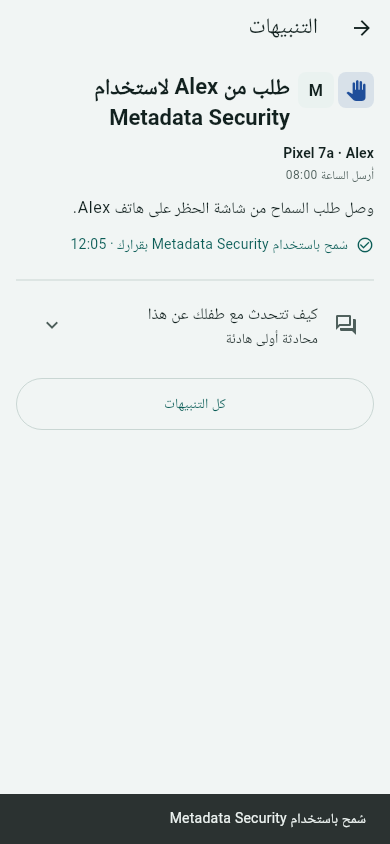 التنبيهات
M
طلب من Alex لاستخدام
Metadata Security
Pixel 7a · Alex
أُرسل الساعة 08:00
وصل طلب السماح من شاشة الحظر على هاتف Alex.
سُمح باستخدام Metadata Security بقرارك · 12:05
كيف تتحدث مع طفلك عن هذا
محادثة أولى هادئة
كل التنبيهات
سُمح باستخدام Metadata Security